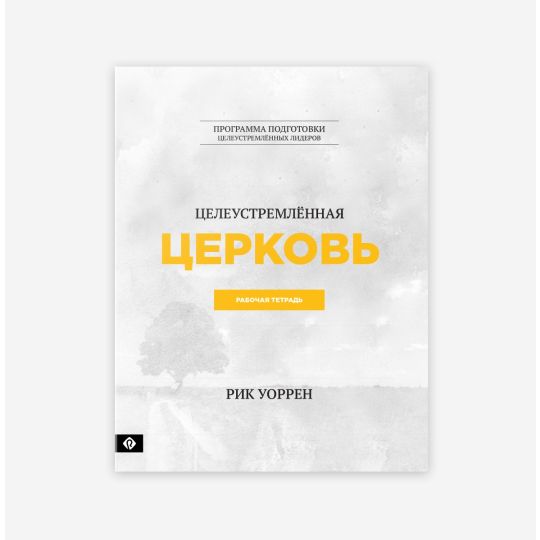 ПРОГРАММА ПОДГОТОВКИ
ЦЕЛЕУСТРЕМЛЁННЫХ ЛИДЕРОВ
ЦЕЛЕУСТРЕМЛЁННАЯ
ЦЕРКОВЬ
РАБОЧАЯ ТЕТРАДЬ
РИК УОРРЕН